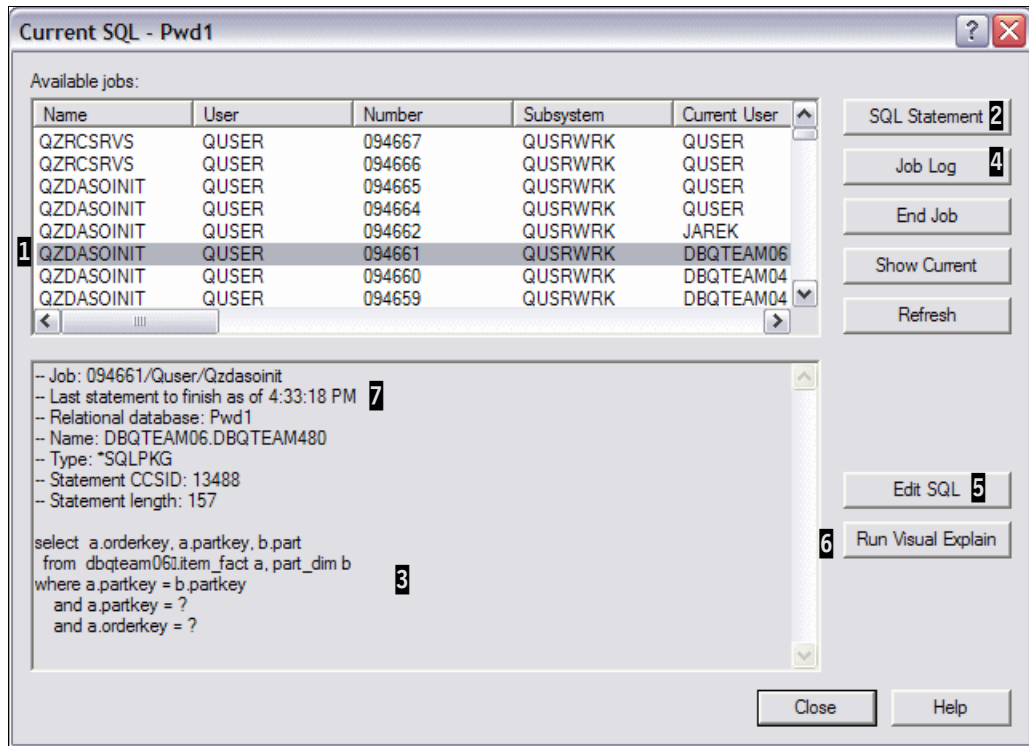 Current SQL - Pwd1
Available jobs:
Name User Number Subsystem Current User
QZRCSRVS QUSER 094667 QUSRWRK QUSER
QZRCSRVS QUSER 094666 QUSRWRK QUSER
QZDASOINIT QUSER 094665 QUSRWRK QUSER
QZDASOINIT QUSER 094664 QUSRWRK QUSER
QZDASOINIT QUSER 094662 QUSRWRK JAREK
1 QZDASOINIT QUSER 094661 QUSRWRK DBQTEAM06
QZDASOINIT QUSER 094660 QUSRWRK DBQTEAM04
QZDASOINIT QUSER 094659 QUSRWRK DBQTEAM04
SQL Statement 2
Job Log 4
End Job
Show Current
Refresh
-- Job: 094661/Quser/Qzdasoinit
-- Last statement to finish as of 4:33:18 PM 7
-- Relational database: Pwd1
-- Name: DBQTEAM06.DBQTEAM480
-- Type: *SQLPKG
-- Statement CCSID: 13488
-- Statement length: 157
select a.orderkey, a.partkey, b.part
from dbqteam06▯.item_fact a, part_dim b
where a.partkey = b.partkey 3
and a.partkey = ?
and a.orderkey = ?
Edit SQL 5
6 Run Visual Explain
Close
Help